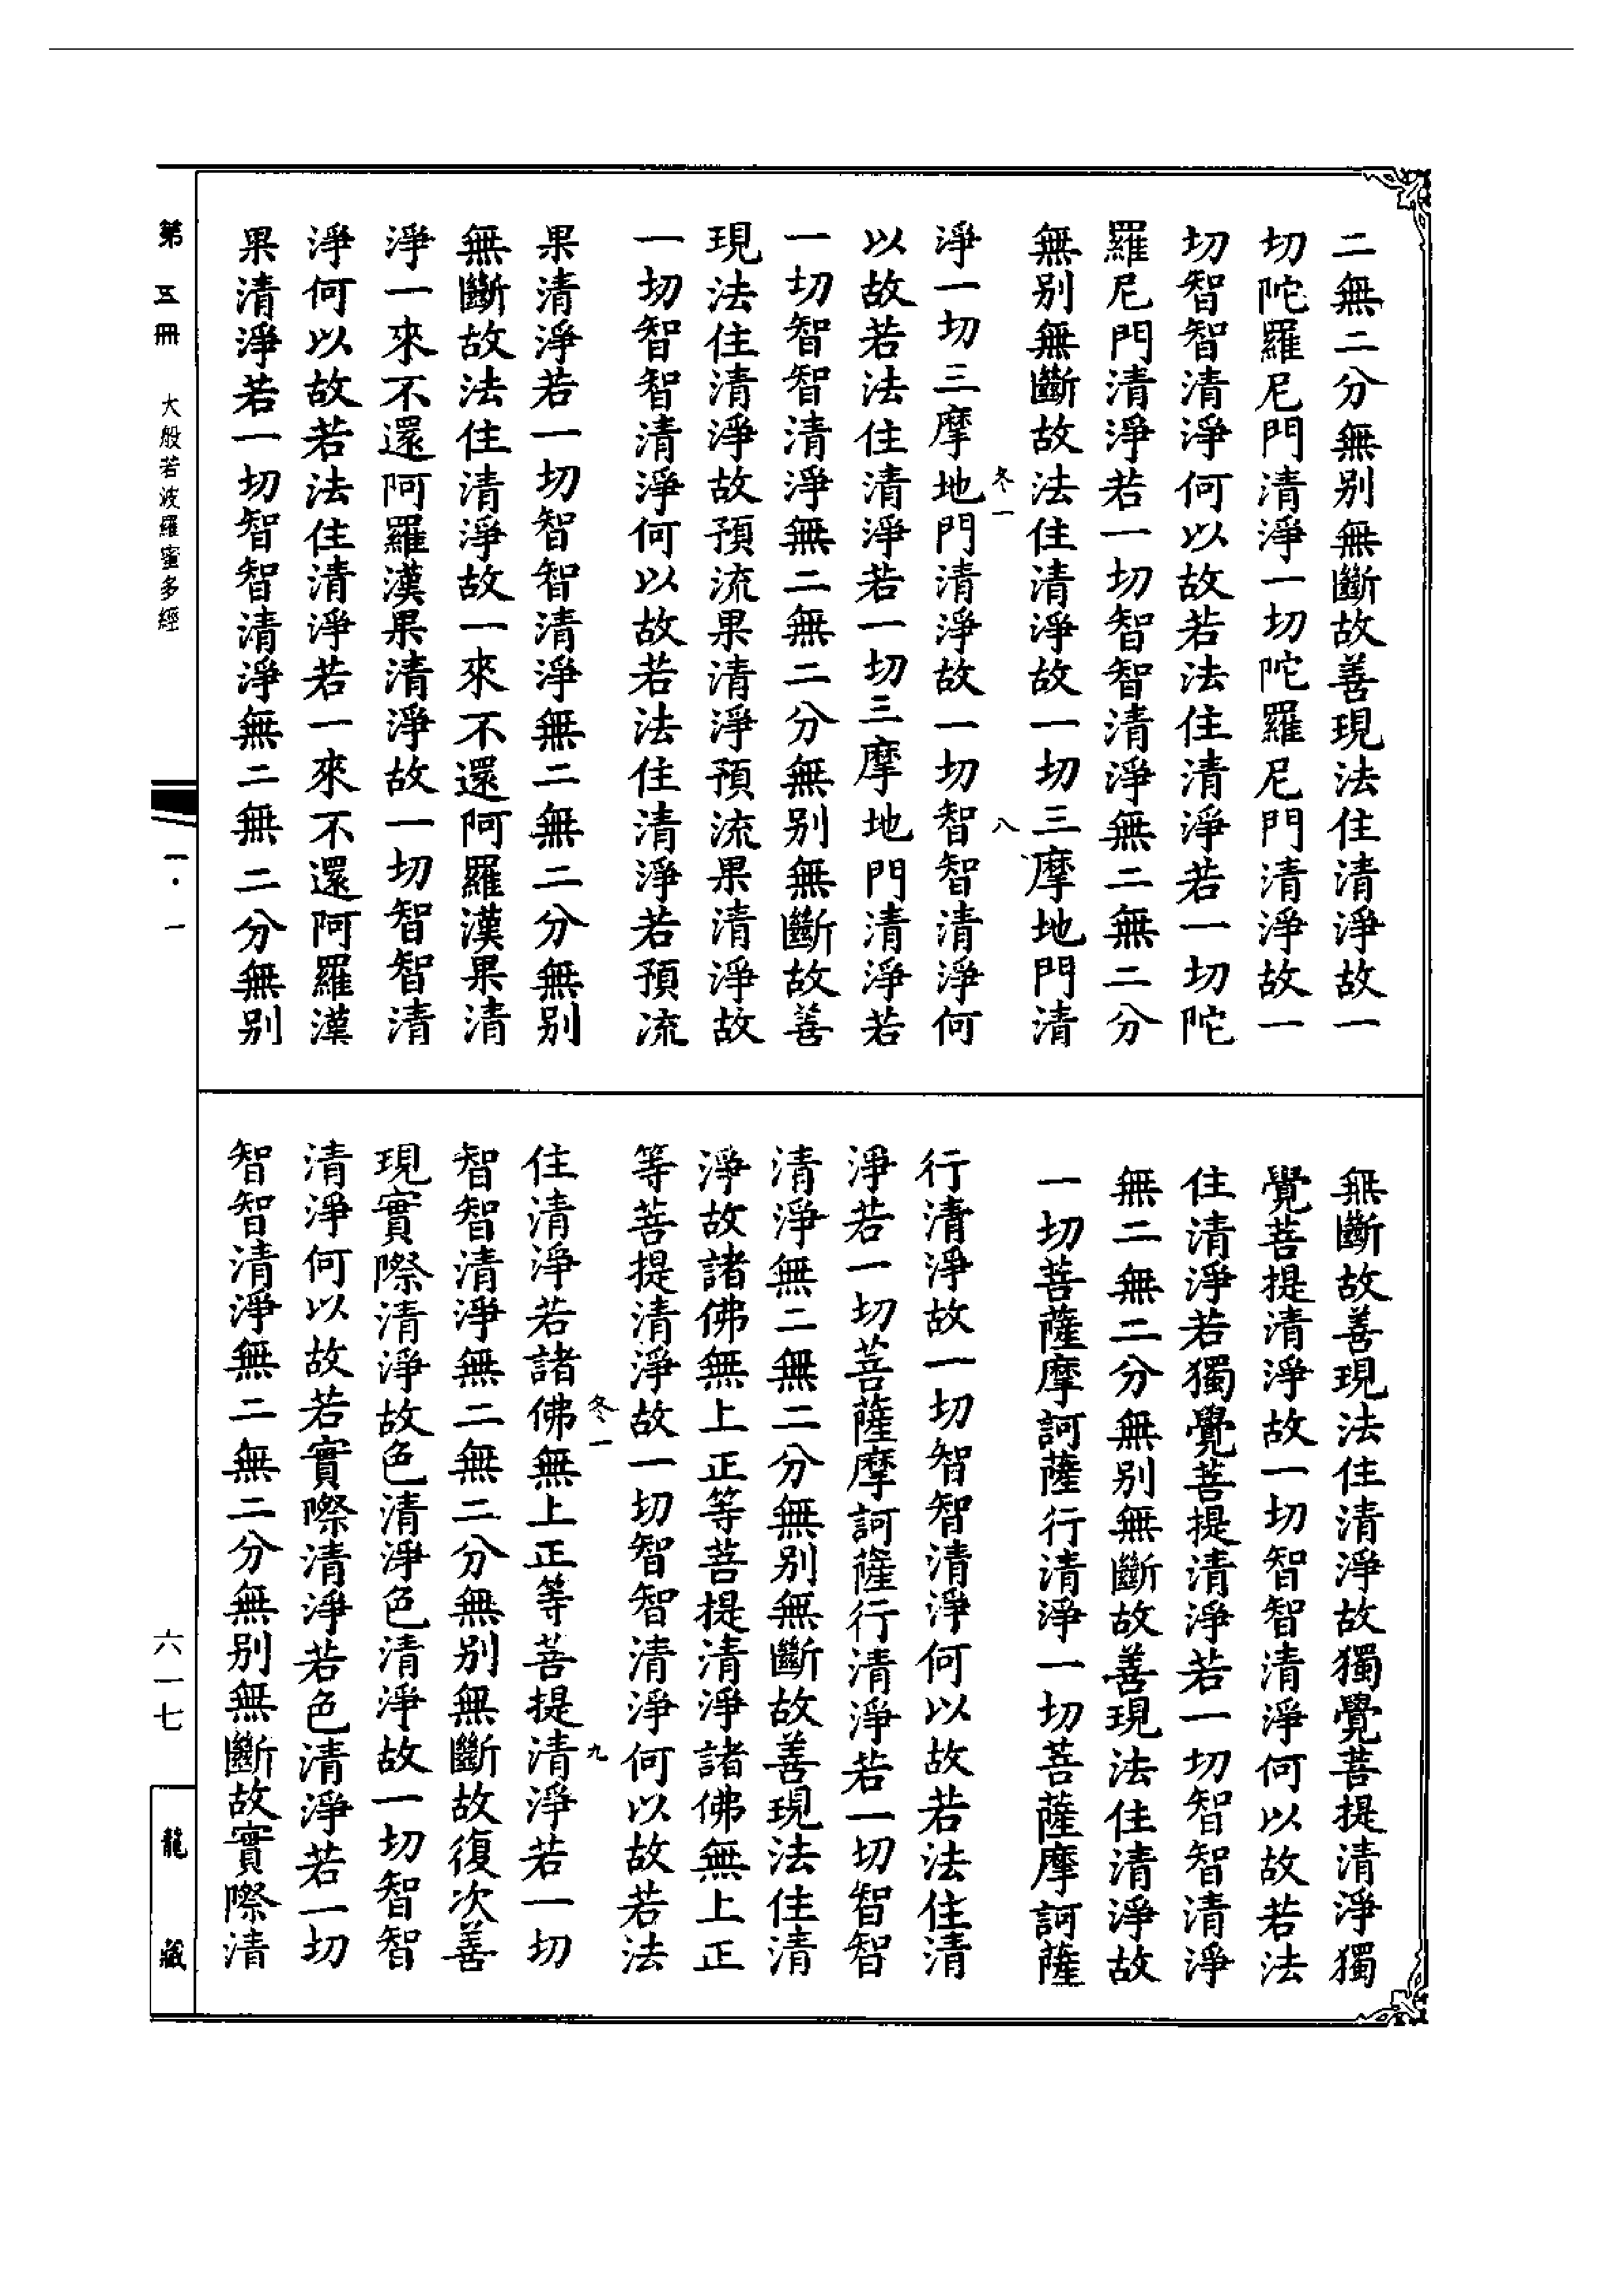 二無二分無别無斷故善現法住清淨故一
切陀羅尼門清淨一切陀羅尼門清淨故一
切智智清淨何以故若法住清淨若一切陀
羅尼門清淨若一切智智清淨無二無二分
無别無斷故法住清淨故一切三摩地門清
冬一 八
淨一切三摩地門清淨故一切智智清淨何
以故若法住清淨若一切三摩地門清淨若
一切智智清淨無二無二分無别無斷故善
現法住清淨故預流果清淨預流果清淨故
一切智智清淨何以故若法住清淨若預流
果清淨若一切智智清淨無二無二分無别
無斷故法住清淨故一來不還阿羅漢果清
淨一來不還阿羅漢果清淨故一切智智清
淨何以故若法住清淨若一來不還阿羅漢
果清淨若一切智智清淨無二無二分無别
無斷故善現法住清淨故獨覺菩提清淨獨
覺菩提清淨故一切智智清淨何以故若法
住清淨若獨覺菩提清淨若一切智智清淨
無二無二分無别無斷故善現法住清淨故
一切菩薩摩訶薩行清淨一切菩薩摩訶薩
行清淨故一切智智清淨何以故若法住清
淨若一切菩薩摩訶薩行清淨若一切智智
清淨無二無二分無别無斷故善現法住清
淨故諸佛無上正等菩提清淨諸佛無上正
等菩提清淨故一切智智清淨何以故若法
冬一 九
住清淨若諸佛無上正等菩提清淨若一切
智智清淨無二無二分無别無斷故復次善
現實際清淨故色清淨色清淨故一切智智
清淨何以故若實際清淨若色清淨若一切
智智清淨無二無二分無别無斷故實際清
第五冊 大般若波羅蜜多經
一·一
六一七
龍藏